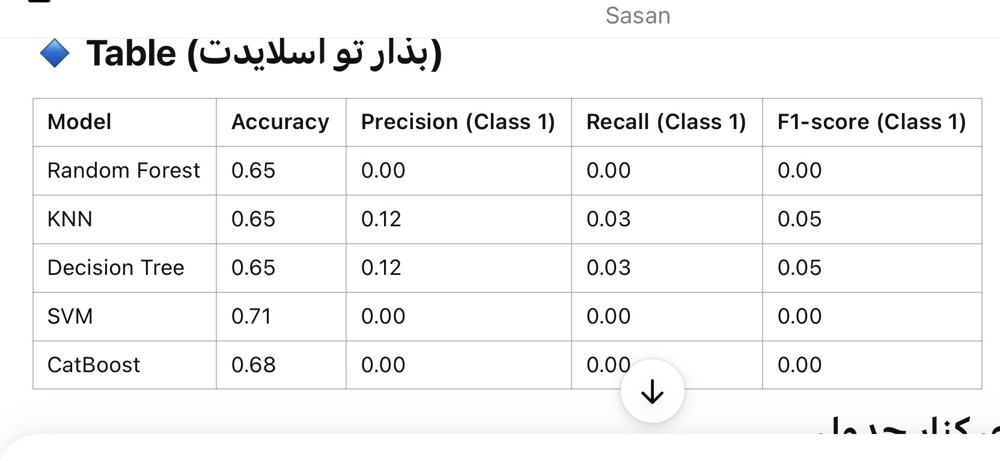 Sasan
Table (بذار تو اسلایدت)
Model Accuracy Precision (Class 1) Recall (Class 1) F1-score (Class 1)
Random Forest 0.65 0.00 0.00 0.00
KNN 0.65 0.12 0.03 0.05
Decision Tree 0.65 0.12 0.03 0.05
SVM 0.71 0.00 0.00 0.00
CatBoost 0.68 0.00 0.00 0.00
کنار جدول